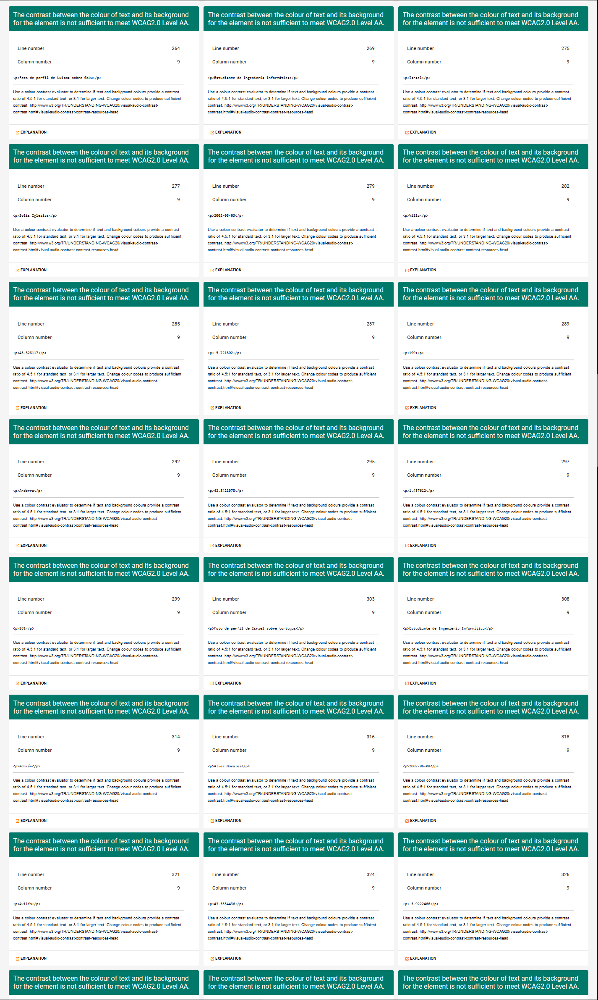 The contrast between the colour of text and its background
for the element is not sufficient to meet WCAG2.0 Level AA.
Line number 264
Column number 9
<p>Foto de perfil de Luisma sobre Goku</p>
Use a colour contrast evaluator to determine if text and background colours provide a contrast
ratio of 4.5:1 for standard text, or 3:1 for larger text. Change colour codes to produce sufficient
contrast. http://www.w3.org/TR/UNDERSTANDING-WCAG20/visual-audio-contrast-
contrast.html#visual-audio-contrast-contrast-resources-head
EXPLANATION
The contrast between the colour of text and its background
for the element is not sufficient to meet WCAG2.0 Level AA.
Line number 269
Column number 9
<p>Estudiante de Ingeniería Informática</p>
Use a colour contrast evaluator to determine if text and background colours provide a contrast
ratio of 4.5:1 for standard text, or 3:1 for larger text. Change colour codes to produce sufficient
contrast. http://www.w3.org/TR/UNDERSTANDING-WCAG20/visual-audio-contrast-
contrast.html#visual-audio-contrast-contrast-resources-head
EXPLANATION
The contrast between the colour of text and its background
for the element is not sufficient to meet WCAG2.0 Level AA.
Line number 275
Column number 9
<p>Israel</p>
Use a colour contrast evaluator to determine if text and background colours provide a contrast
ratio of 4.5:1 for standard text, or 3:1 for larger text. Change colour codes to produce sufficient
contrast. http://www.w3.org/TR/UNDERSTANDING-WCAG20/visual-audio-contrast-
contrast.html#visual-audio-contrast-contrast-resources-head
EXPLANATION
The contrast between the colour of text and its background
for the element is not sufficient to meet WCAG2.0 Level AA.
Line number 277
Column number 9
<p>Solís Iglesias</p>
Use a colour contrast evaluator to determine if text and background colours provide a contrast
ratio of 4.5:1 for standard text, or 3:1 for larger text. Change colour codes to produce sufficient
contrast. http://www.w3.org/TR/UNDERSTANDING-WCAG20/visual-audio-contrast-
contrast.html#visual-audio-contrast-contrast-resources-head
EXPLANATION
The contrast between the colour of text and its background
for the element is not sufficient to meet WCAG2.0 Level AA.
Line number 279
Column number 9
<p>2002-08-03</p>
Use a colour contrast evaluator to determine if text and background colours provide a contrast
ratio of 4.5:1 for standard text, or 3:1 for larger text. Change colour codes to produce sufficient
contrast. http://www.w3.org/TR/UNDERSTANDING-WCAG20/visual-audio-contrast-
contrast.html#visual-audio-contrast-contrast-resources-head
EXPLANATION
The contrast between the colour of text and its background
for the element is not sufficient to meet WCAG2.0 Level AA.
Line number 282
Column number 9
<p>Villa</p>
Use a colour contrast evaluator to determine if text and background colours provide a contrast
ratio of 4.5:1 for standard text, or 3:1 for larger text. Change colour codes to produce sufficient
contrast. http://www.w3.org/TR/UNDERSTANDING-WCAG20/visual-audio-contrast-
contrast.html#visual-audio-contrast-contrast-resources-head
EXPLANATION
The contrast between the colour of text and its background
for the element is not sufficient to meet WCAG2.0 Level AA.
Line number 285
Column number 9
<p>43.328117</p>
Use a colour contrast evaluator to determine if text and background colours provide a contrast
ratio of 4.5:1 for standard text, or 3:1 for larger text. Change colour codes to produce sufficient
contrast. http://www.w3.org/TR/UNDERSTANDING-WCAG20/visual-audio-contrast-
contrast.html#visual-audio-contrast-contrast-resources-head
EXPLANATION
The contrast between the colour of text and its background
for the element is not sufficient to meet WCAG2.0 Level AA.
Line number 287
Column number 9
<p>-5.721802</p>
Use a colour contrast evaluator to determine if text and background colours provide a contrast
ratio of 4.5:1 for standard text, or 3:1 for larger text. Change colour codes to produce sufficient
contrast. http://www.w3.org/TR/UNDERSTANDING-WCAG20/visual-audio-contrast-
contrast.html#visual-audio-contrast-contrast-resources-head
EXPLANATION
The contrast between the colour of text and its background
for the element is not sufficient to meet WCAG2.0 Level AA.
Line number 289
Column number 9
<p>199</p>
Use a colour contrast evaluator to determine if text and background colours provide a contrast
ratio of 4.5:1 for standard text, or 3:1 for larger text. Change colour codes to produce sufficient
contrast. http://www.w3.org/TR/UNDERSTANDING-WCAG20/visual-audio-contrast-
contrast.html#visual-audio-contrast-contrast-resources-head
EXPLANATION
The contrast between the colour of text and its background
for the element is not sufficient to meet WCAG2.0 Level AA.
Line number 292
Column number 9
<p>Andorra</p>
Use a colour contrast evaluator to determine if text and background colours provide a contrast
ratio of 4.5:1 for standard text, or 3:1 for larger text. Change colour codes to produce sufficient
contrast. http://www.w3.org/TR/UNDERSTANDING-WCAG20/visual-audio-contrast-
contrast.html#visual-audio-contrast-contrast-resources-head
EXPLANATION
The contrast between the colour of text and its background
for the element is not sufficient to meet WCAG2.0 Level AA.
Line number 295
Column number 9
<p>42.5421978</p>
Use a colour contrast evaluator to determine if text and background colours provide a contrast
ratio of 4.5:1 for standard text, or 3:1 for larger text. Change colour codes to produce sufficient
contrast. http://www.w3.org/TR/UNDERSTANDING-WCAG20/visual-audio-contrast-
contrast.html#visual-audio-contrast-contrast-resources-head
EXPLANATION
The contrast between the colour of text and its background
for the element is not sufficient to meet WCAG2.0 Level AA.
Line number 297
Column number 9
<p>1.457612</p>
Use a colour contrast evaluator to determine if text and background colours provide a contrast
ratio of 4.5:1 for standard text, or 3:1 for larger text. Change colour codes to produce sufficient
contrast. http://www.w3.org/TR/UNDERSTANDING-WCAG20/visual-audio-contrast-
contrast.html#visual-audio-contrast-contrast-resources-head
EXPLANATION
The contrast between the colour of text and its background
for the element is not sufficient to meet WCAG2.0 Level AA.
Line number 299
Column number 9
<p>281</p>
Use a colour contrast evaluator to determine if text and background colours provide a contrast
ratio of 4.5:1 for standard text, or 3:1 for larger text. Change colour codes to produce sufficient
contrast. http://www.w3.org/TR/UNDERSTANDING-WCAG20/visual-audio-contrast-
contrast.html#visual-audio-contrast-contrast-resources-head
EXPLANATION
The contrast between the colour of text and its background
for the element is not sufficient to meet WCAG2.0 Level AA.
Line number 303
Column number 9
<p>Foto de perfil de Israel sobre tortugas</p>
Use a colour contrast evaluator to determine if text and background colours provide a contrast
ratio of 4.5:1 for standard text, or 3:1 for larger text. Change colour codes to produce sufficient
contrast. http://www.w3.org/TR/UNDERSTANDING-WCAG20/visual-audio-contrast-
contrast.html#visual-audio-contrast-contrast-resources-head
EXPLANATION
The contrast between the colour of text and its background
for the element is not sufficient to meet WCAG2.0 Level AA.
Line number 308
Column number 9
<p>Estudiante de Ingeniería Informática</p>
Use a colour contrast evaluator to determine if text and background colours provide a contrast
ratio of 4.5:1 for standard text, or 3:1 for larger text. Change colour codes to produce sufficient
contrast. http://www.w3.org/TR/UNDERSTANDING-WCAG20/visual-audio-contrast-
contrast.html#visual-audio-contrast-contrast-resources-head
EXPLANATION
The contrast between the colour of text and its background
for the element is not sufficient to meet WCAG2.0 Level AA.
Line number 314
Column number 9
<p>Adrián</p>
Use a colour contrast evaluator to determine if text and background colours provide a contrast
ratio of 4.5:1 for standard text, or 3:1 for larger text. Change colour codes to produce sufficient
contrast. http://www.w3.org/TR/UNDERSTANDING-WCAG20/visual-audio-contrast-
contrast.html#visual-audio-contrast-contrast-resources-head
EXPLANATION
The contrast between the colour of text and its background
for the element is not sufficient to meet WCAG2.0 Level AA.
Line number 316
Column number 9
<p>Alves Morales</p>
Use a colour contrast evaluator to determine if text and background colours provide a contrast
ratio of 4.5:1 for standard text, or 3:1 for larger text. Change colour codes to produce sufficient
contrast. http://www.w3.org/TR/UNDERSTANDING-WCAG20/visual-audio-contrast-
contrast.html#visual-audio-contrast-contrast-resources-head
EXPLANATION
The contrast between the colour of text and its background
for the element is not sufficient to meet WCAG2.0 Level AA.
Line number 318
Column number 9
<p>2002-06-08</p>
Use a colour contrast evaluator to determine if text and background colours provide a contrast
ratio of 4.5:1 for standard text, or 3:1 for larger text. Change colour codes to produce sufficient
contrast. http://www.w3.org/TR/UNDERSTANDING-WCAG20/visual-audio-contrast-
contrast.html#visual-audio-contrast-contrast-resources-head
EXPLANATION
The contrast between the colour of text and its background
for the element is not sufficient to meet WCAG2.0 Level AA.
Line number 321
Column number 9
<p>Avilés</p>
Use a colour contrast evaluator to determine if text and background colours provide a contrast
ratio of 4.5:1 for standard text, or 3:1 for larger text. Change colour codes to produce sufficient
contrast. http://www.w3.org/TR/UNDERSTANDING-WCAG20/visual-audio-contrast-
contrast.html#visual-audio-contrast-contrast-resources-head
EXPLANATION
The contrast between the colour of text and its background
for the element is not sufficient to meet WCAG2.0 Level AA.
Line number 324
Column number 9
<p>43.5554436</p>
Use a colour contrast evaluator to determine if text and background colours provide a contrast
ratio of 4.5:1 for standard text, or 3:1 for larger text. Change colour codes to produce sufficient
contrast. http://www.w3.org/TR/UNDERSTANDING-WCAG20/visual-audio-contrast-
contrast.html#visual-audio-contrast-contrast-resources-head
EXPLANATION
The contrast between the colour of text and its background
for the element is not sufficient to meet WCAG2.0 Level AA.
Line number 326
Column number 9
<p>-5.9222466</p>
Use a colour contrast evaluator to determine if text and background colours provide a contrast
ratio of 4.5:1 for standard text, or 3:1 for larger text. Change colour codes to produce sufficient
contrast. http://www.w3.org/TR/UNDERSTANDING-WCAG20/visual-audio-contrast-
contrast.html#visual-audio-contrast-contrast-resources-head
EXPLANATION
The contrast between the colour of text and its background
for the element is not sufficient to meet WCAG2.0 Level AA.
The contrast between the colour of text and its background
for the element is not sufficient to meet WCAG2.0 Level AA.
The contrast between the colour of text and its background
for the element is not sufficient to meet WCAG2.0 Level AA.